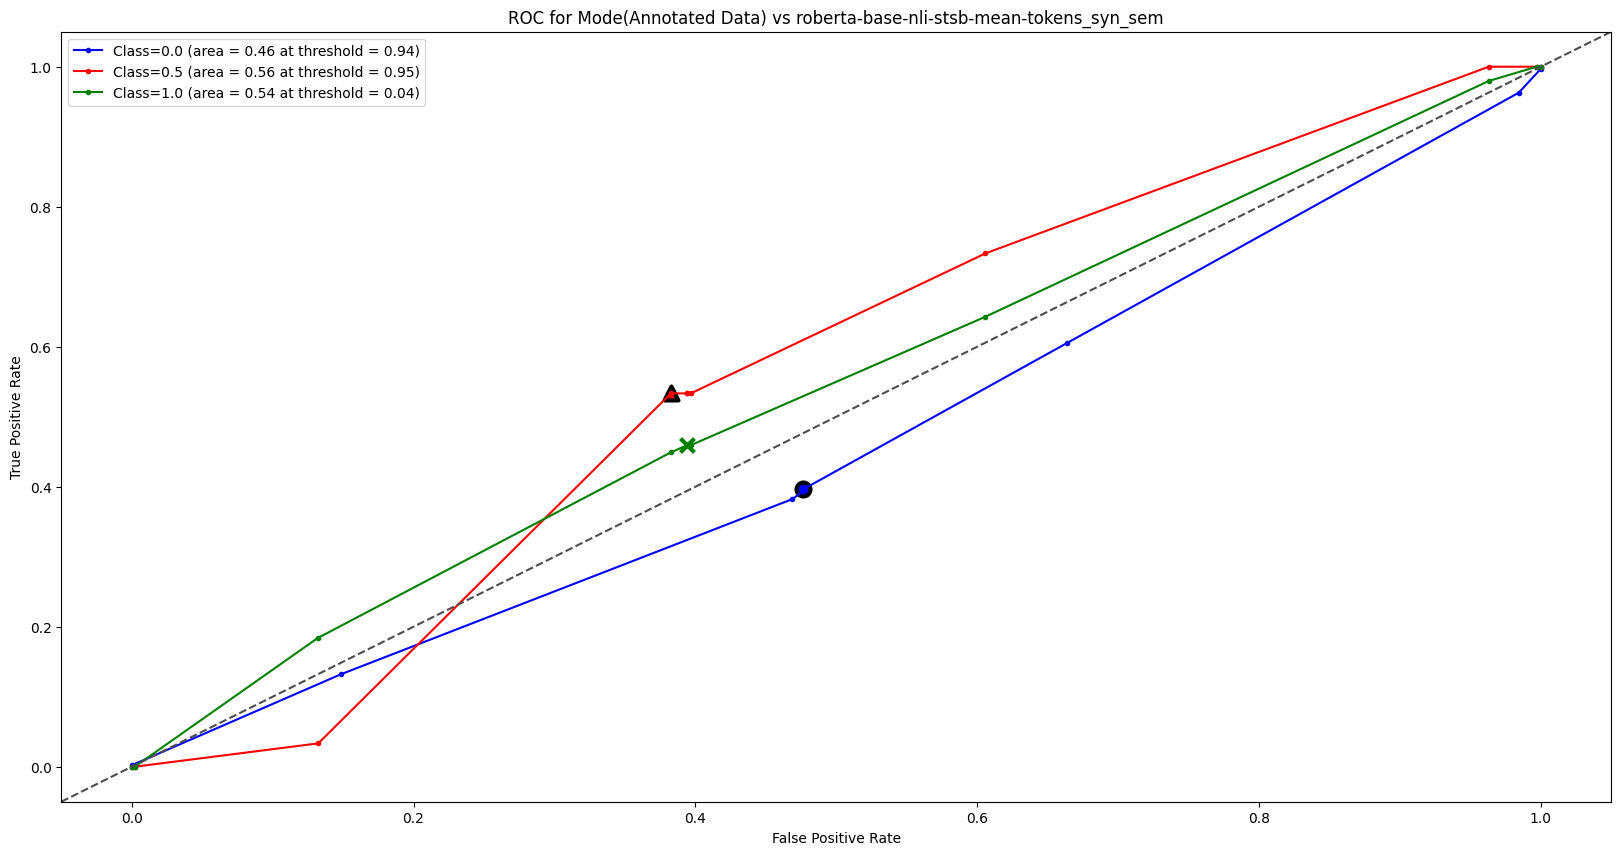 ROC for Mode(Annotated Data) vs roberta-base-nli-stsb-mean-tokens_syn_sem
Class=0.0 (area = 0.46 at threshold = 0.94)
Class=0.5 (area = 0.56 at threshold = 0.95)
Class=1.0 (area = 0.54 at threshold = 0.04)
True Positive Rate
1.0
0.8
0.6
0.4
0.2
0.0
0.0 0.2 0.4 0.6 0.8 1.0
False Positive Rate